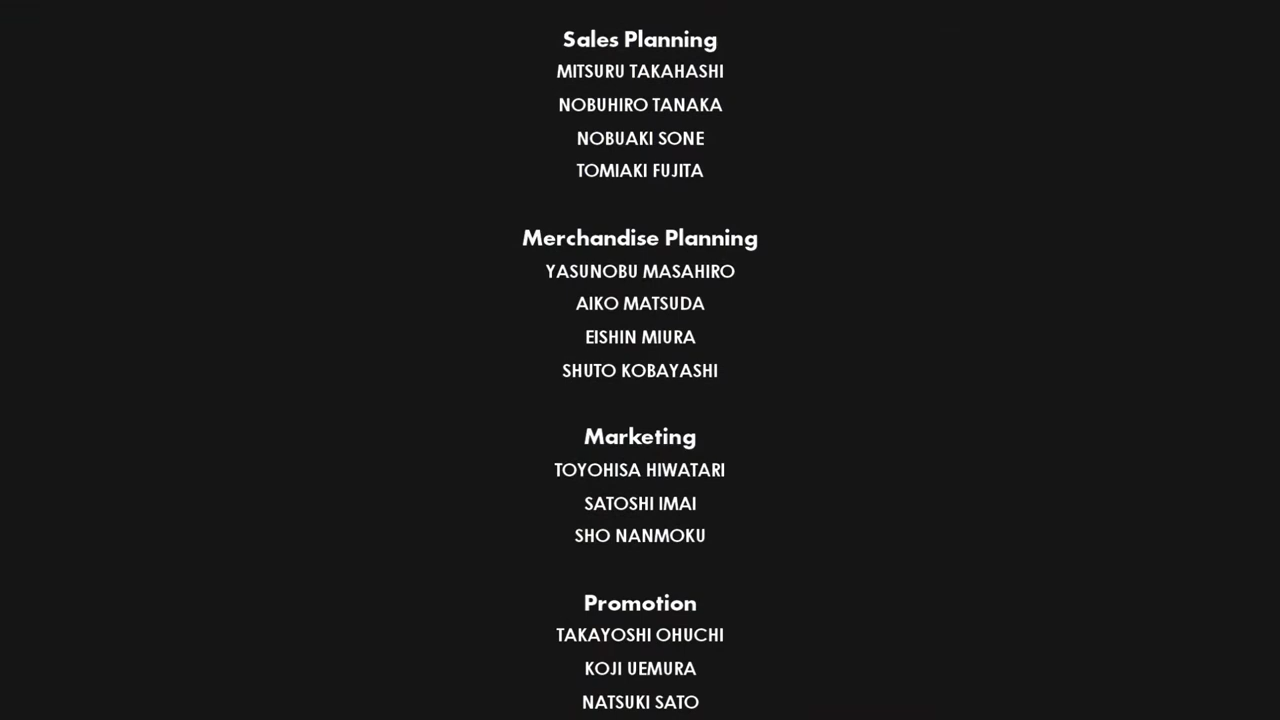 Sales Planning
MITSURU TAKAHASHI
NOBUHIRO TANAKA
NOBUAKI SONE
TOMIAKI FUJITA
Merchandise Planning
YASUNOBU MASAHIRO
AIKO MATSUDA
EISHIN MIURA
SHUTO KOBAYASHI
Marketing
TOYOHISA HIWATARI
SATOSHI IMAI
SHO NANMOKU
Promotion
TAKAYOSHI OHUCHI
KOJI UEMURA
NATSUKI SATO